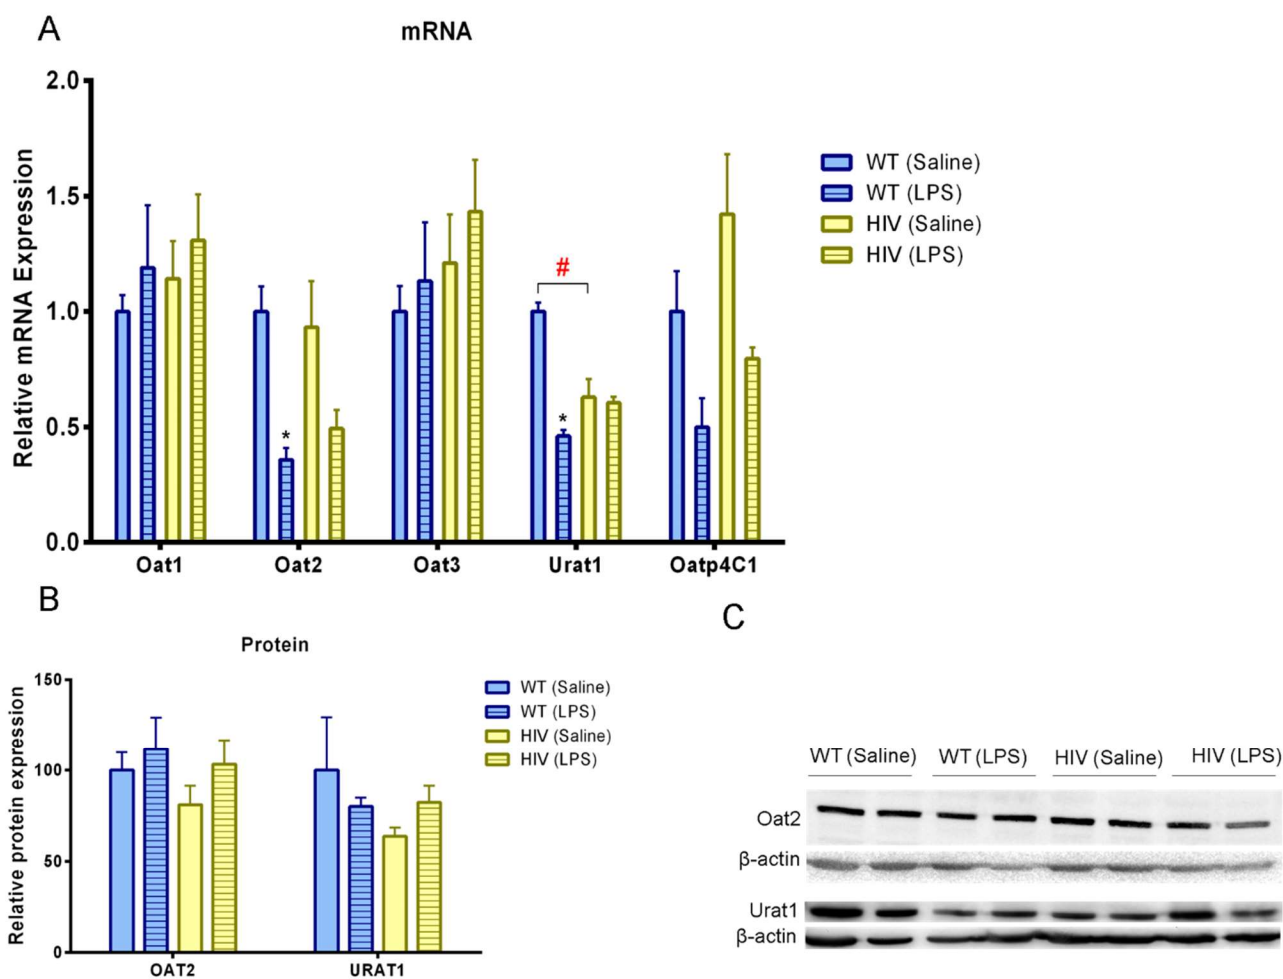 A
mRNA
Relative mRNA Expression
2.0
1.5
1.0
0.5
0.0
#
*
*
Oat1 Oat2 Oat3 Urat1 Oatp4C1
WT (Saline)
WT (LPS)
HIV (Saline)
HIV (LPS)
B
Protein
Relative protein expression
150
100
50
0
OAT2 URAT1
WT (Saline)
WT (LPS)
HIV (Saline)
HIV (LPS)
C
WT (Saline) WT (LPS) HIV (Saline) HIV (LPS)
Oat2
β-actin
Urat1
β-actin